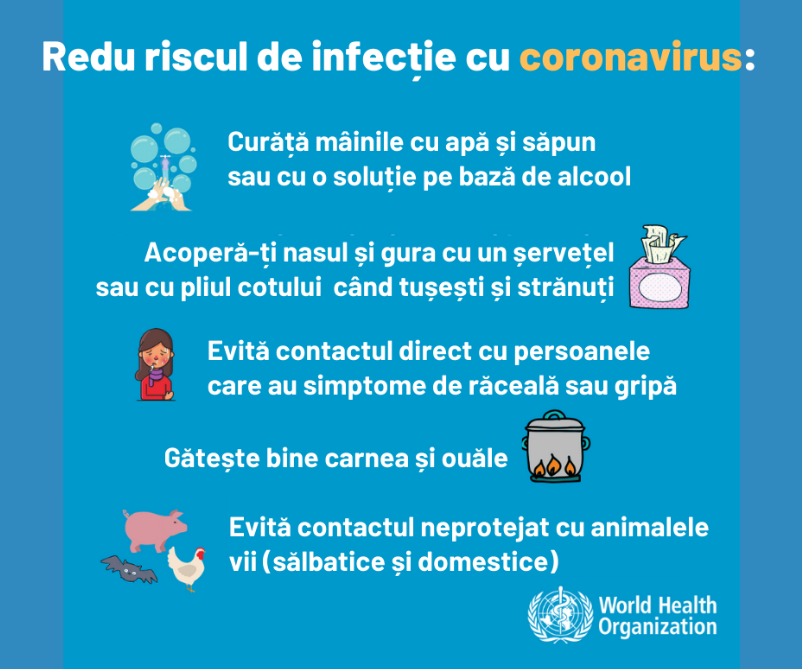 Redu riscul de infecție cu coronavirus:
Curăță mâinile cu apă și săpun
sau cu o soluție pe bază de alcool
Acoperă-ți nasul și gura cu un șervețel
sau cu pliul cotului când tușești și strănuți
Evită contactul direct cu persoanele
care au simptome de răceală sau gripă
Gătește bine carnea și ouăle
Evită contactul neprotejat cu animalele
vii (sălbatice și domestice)
World Health
Organization